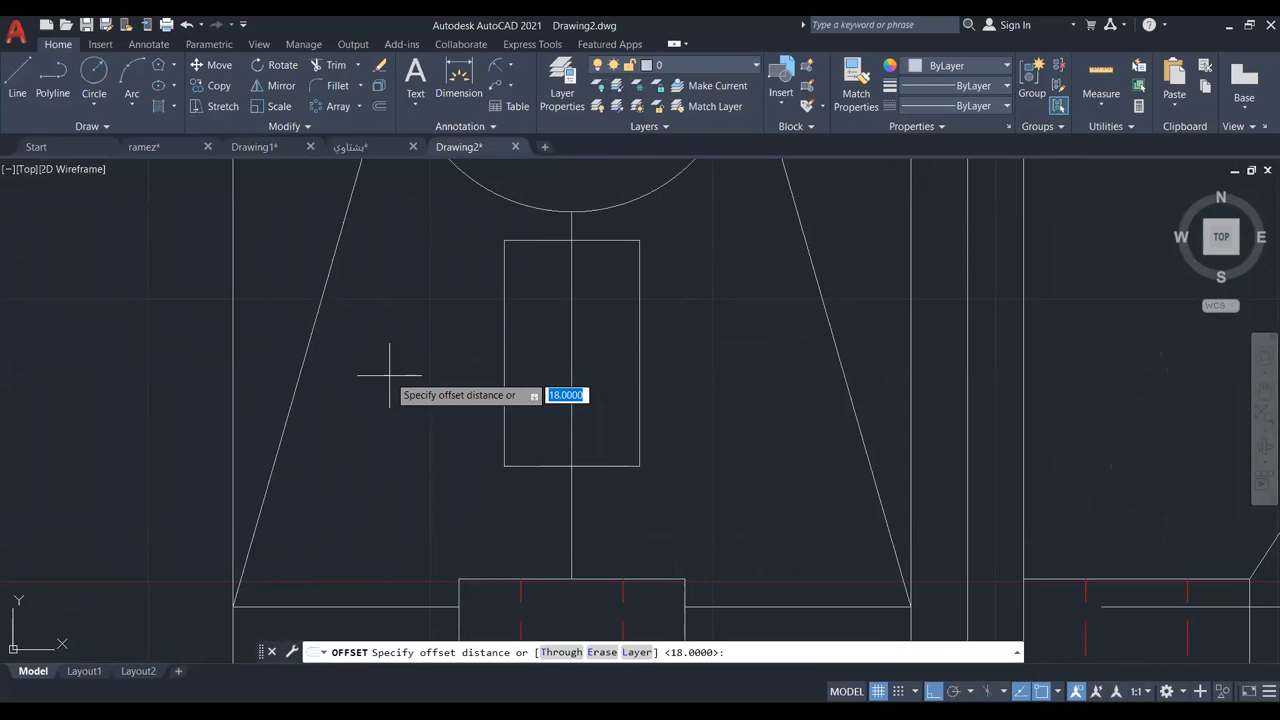 Autodesk AutoCAD 2021 Drawing2.dwg
Type a keyword or phrase
Sign In
Home Insert Annotate Parametric View Manage Output Add-ins Collaborate Express Tools Featured Apps
Line
Polyline
Circle
Arc
Move
Rotate
Trim
Copy
Mirror
Fillet
Stretch
Scale
Array
Text
Dimension
Table
Layer
Properties
0
Make Current
Match Layer
Insert
Match
Properties
ByLayer
ByLayer
ByLayer
Group
Measure
Paste
Base
Draw Modify Annotation Layers Block Properties Groups Utilities Clipboard View
Start ramez* Drawing1* بشتاوي* Drawing2*
[−][Top][2D Wireframe]
N
W TOP E
S
WCS
Specify offset distance or 18.0000
Y
X
OFFSET Specify offset distance or [Through Erase Layer] <18.0000>:
Model Layout1 Layout2
MODEL 1:1